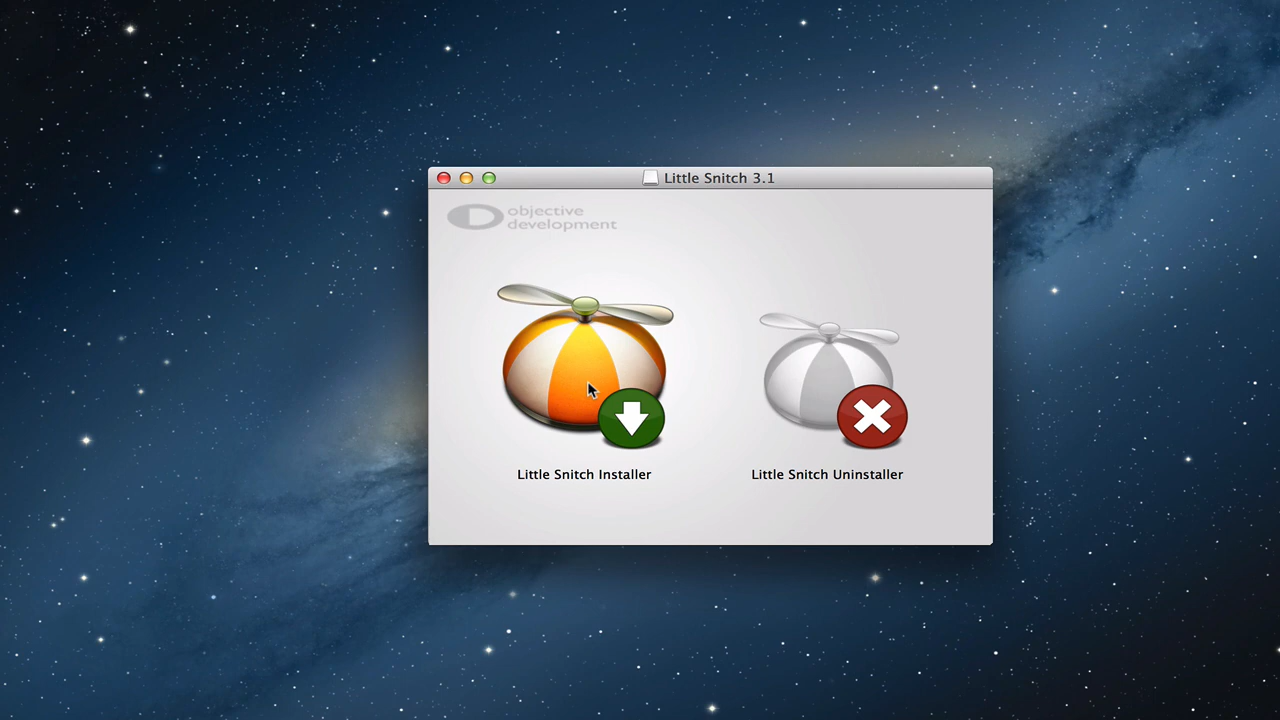 Little Snitch 3.1
objective
development
Little Snitch Installer
Little Snitch Uninstaller